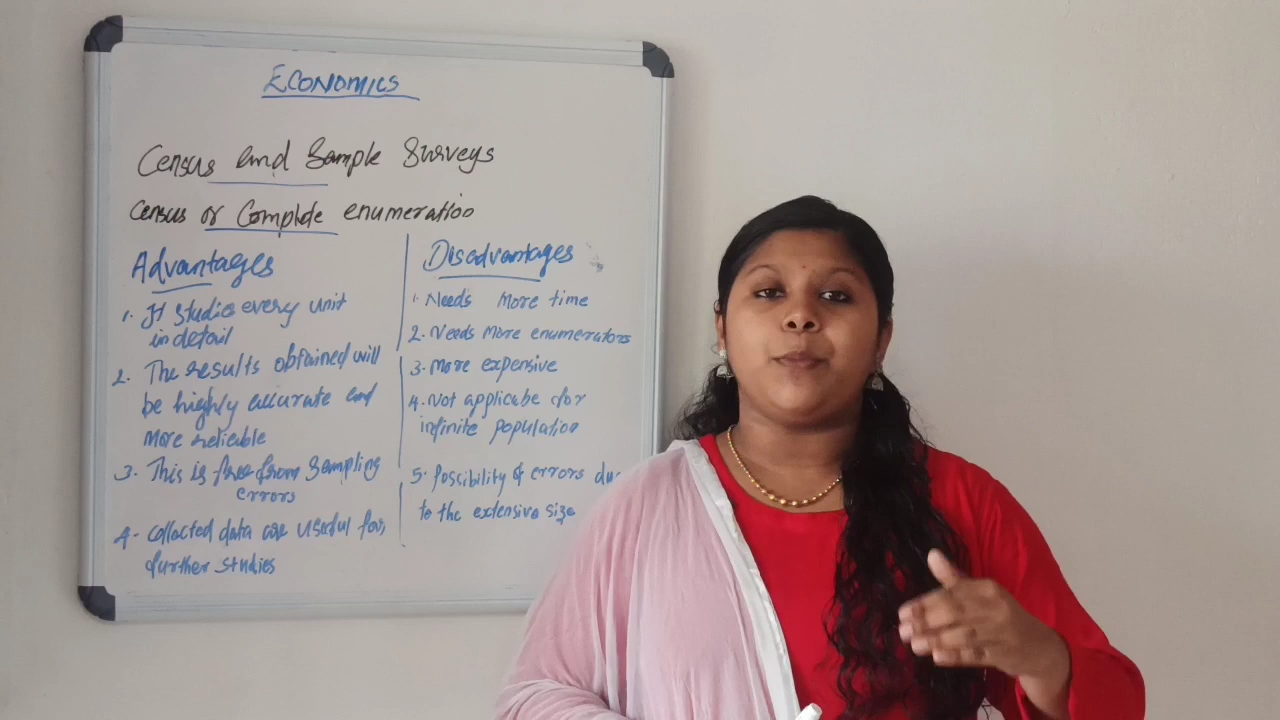 ECONOMICS
Census and Sample Surveys
Census or Complete enumeration
Advantages
1. It studies every unit
in detail
2. The results obtained will
be highly accurate and
more reliable
3. This is free from sampling
errors
4. collected data are useful for
further studies
Disadvantages
1. Needs more time
2. Needs more enumerators
3. more expensive
4. Not applicabe for
infinite population
5. possibility of errors du
to the extensive size